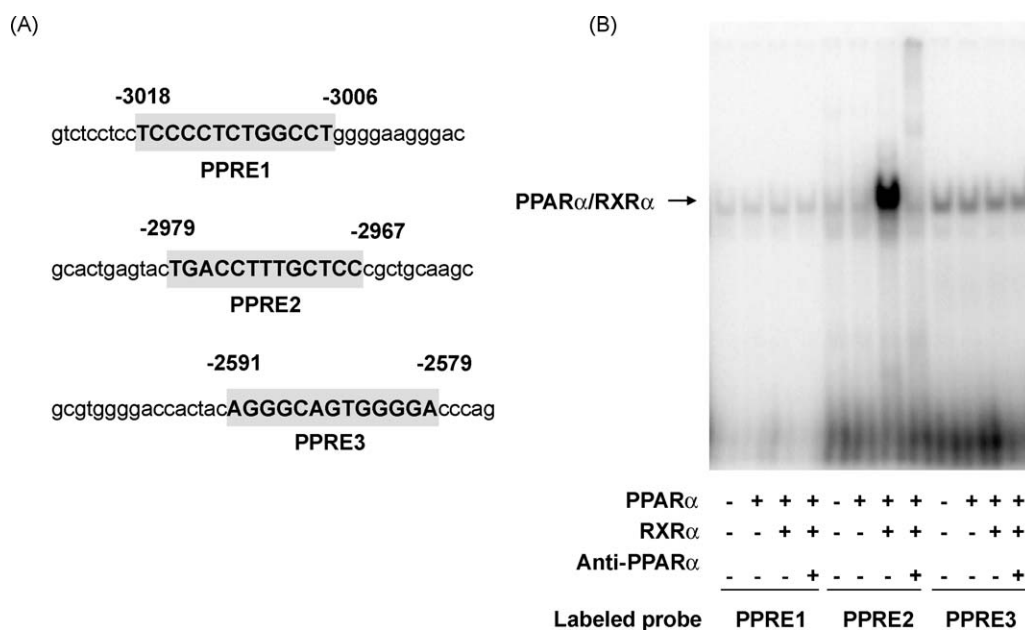 (A)
-3018 -3006
gtctcctccTCCCCTCTGGCCTggggaagggac
PPRE1
-2979 -2967
gcactgagtacTGACCTTTGCTCCcgctgcaagc
PPRE2
-2591 -2579
gcgtggggaccactacAGGGCAGTGGGGAcccag
PPRE3
(B)
PPARα/RXRα →
PPARα - + + + - + + + - + + +
RXRα - - + + - - + + - - + +
Anti-PPARα - - - + - - - + - - - +
Labeled probe PPRE1 PPRE2 PPRE3